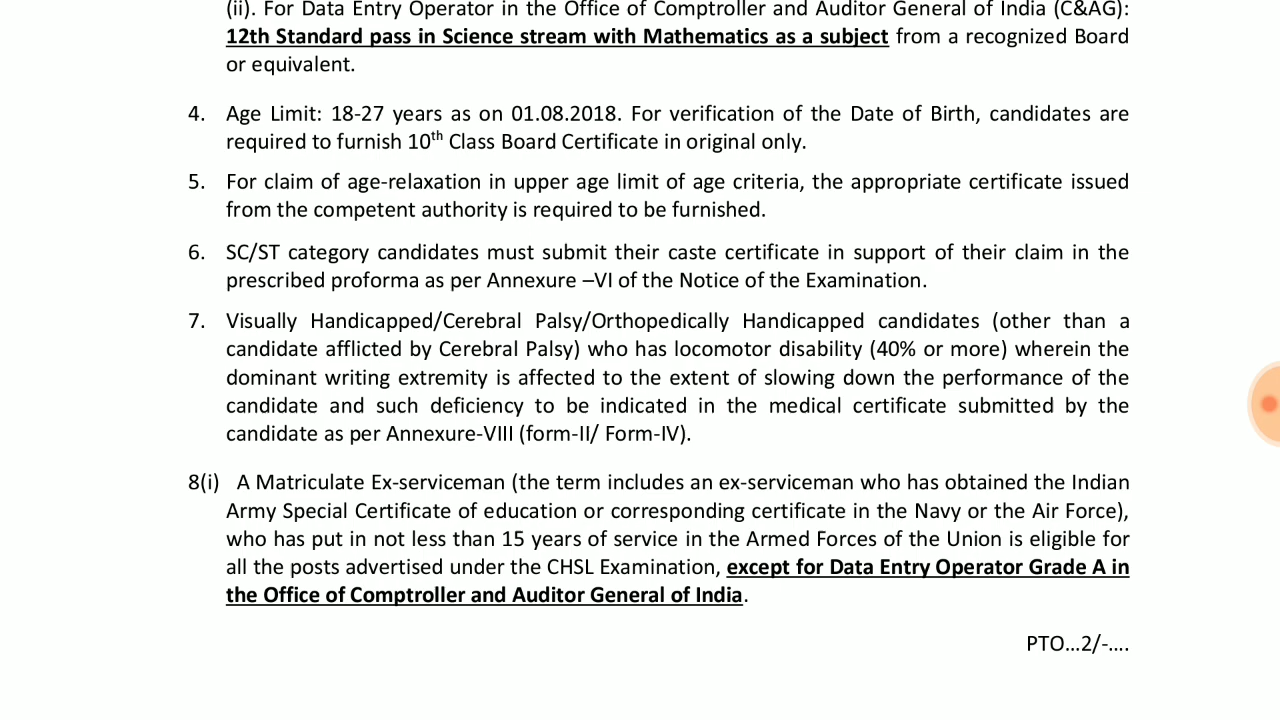 (ii). For Data Entry Operator in the Office of Comptroller and Auditor General of India (C&AG):
12th Standard pass in Science stream with Mathematics as a subject from a recognized Board
or equivalent.
4. Age Limit: 18-27 years as on 01.08.2018. For verification of the Date of Birth, candidates are
required to furnish 10th Class Board Certificate in original only.
5. For claim of age-relaxation in upper age limit of age criteria, the appropriate certificate issued
from the competent authority is required to be furnished.
6. SC/ST category candidates must submit their caste certificate in support of their claim in the
prescribed proforma as per Annexure –VI of the Notice of the Examination.
7. Visually Handicapped/Cerebral Palsy/Orthopedically Handicapped candidates (other than a
candidate afflicted by Cerebral Palsy) who has locomotor disability (40% or more) wherein the
dominant writing extremity is affected to the extent of slowing down the performance of the
candidate and such deficiency to be indicated in the medical certificate submitted by the
candidate as per Annexure-VIII (form-II/ Form-IV).
8(i) A Matriculate Ex-serviceman (the term includes an ex-serviceman who has obtained the Indian
Army Special Certificate of education or corresponding certificate in the Navy or the Air Force),
who has put in not less than 15 years of service in the Armed Forces of the Union is eligible for
all the posts advertised under the CHSL Examination, except for Data Entry Operator Grade A in
the Office of Comptroller and Auditor General of India.
PTO...2/-....